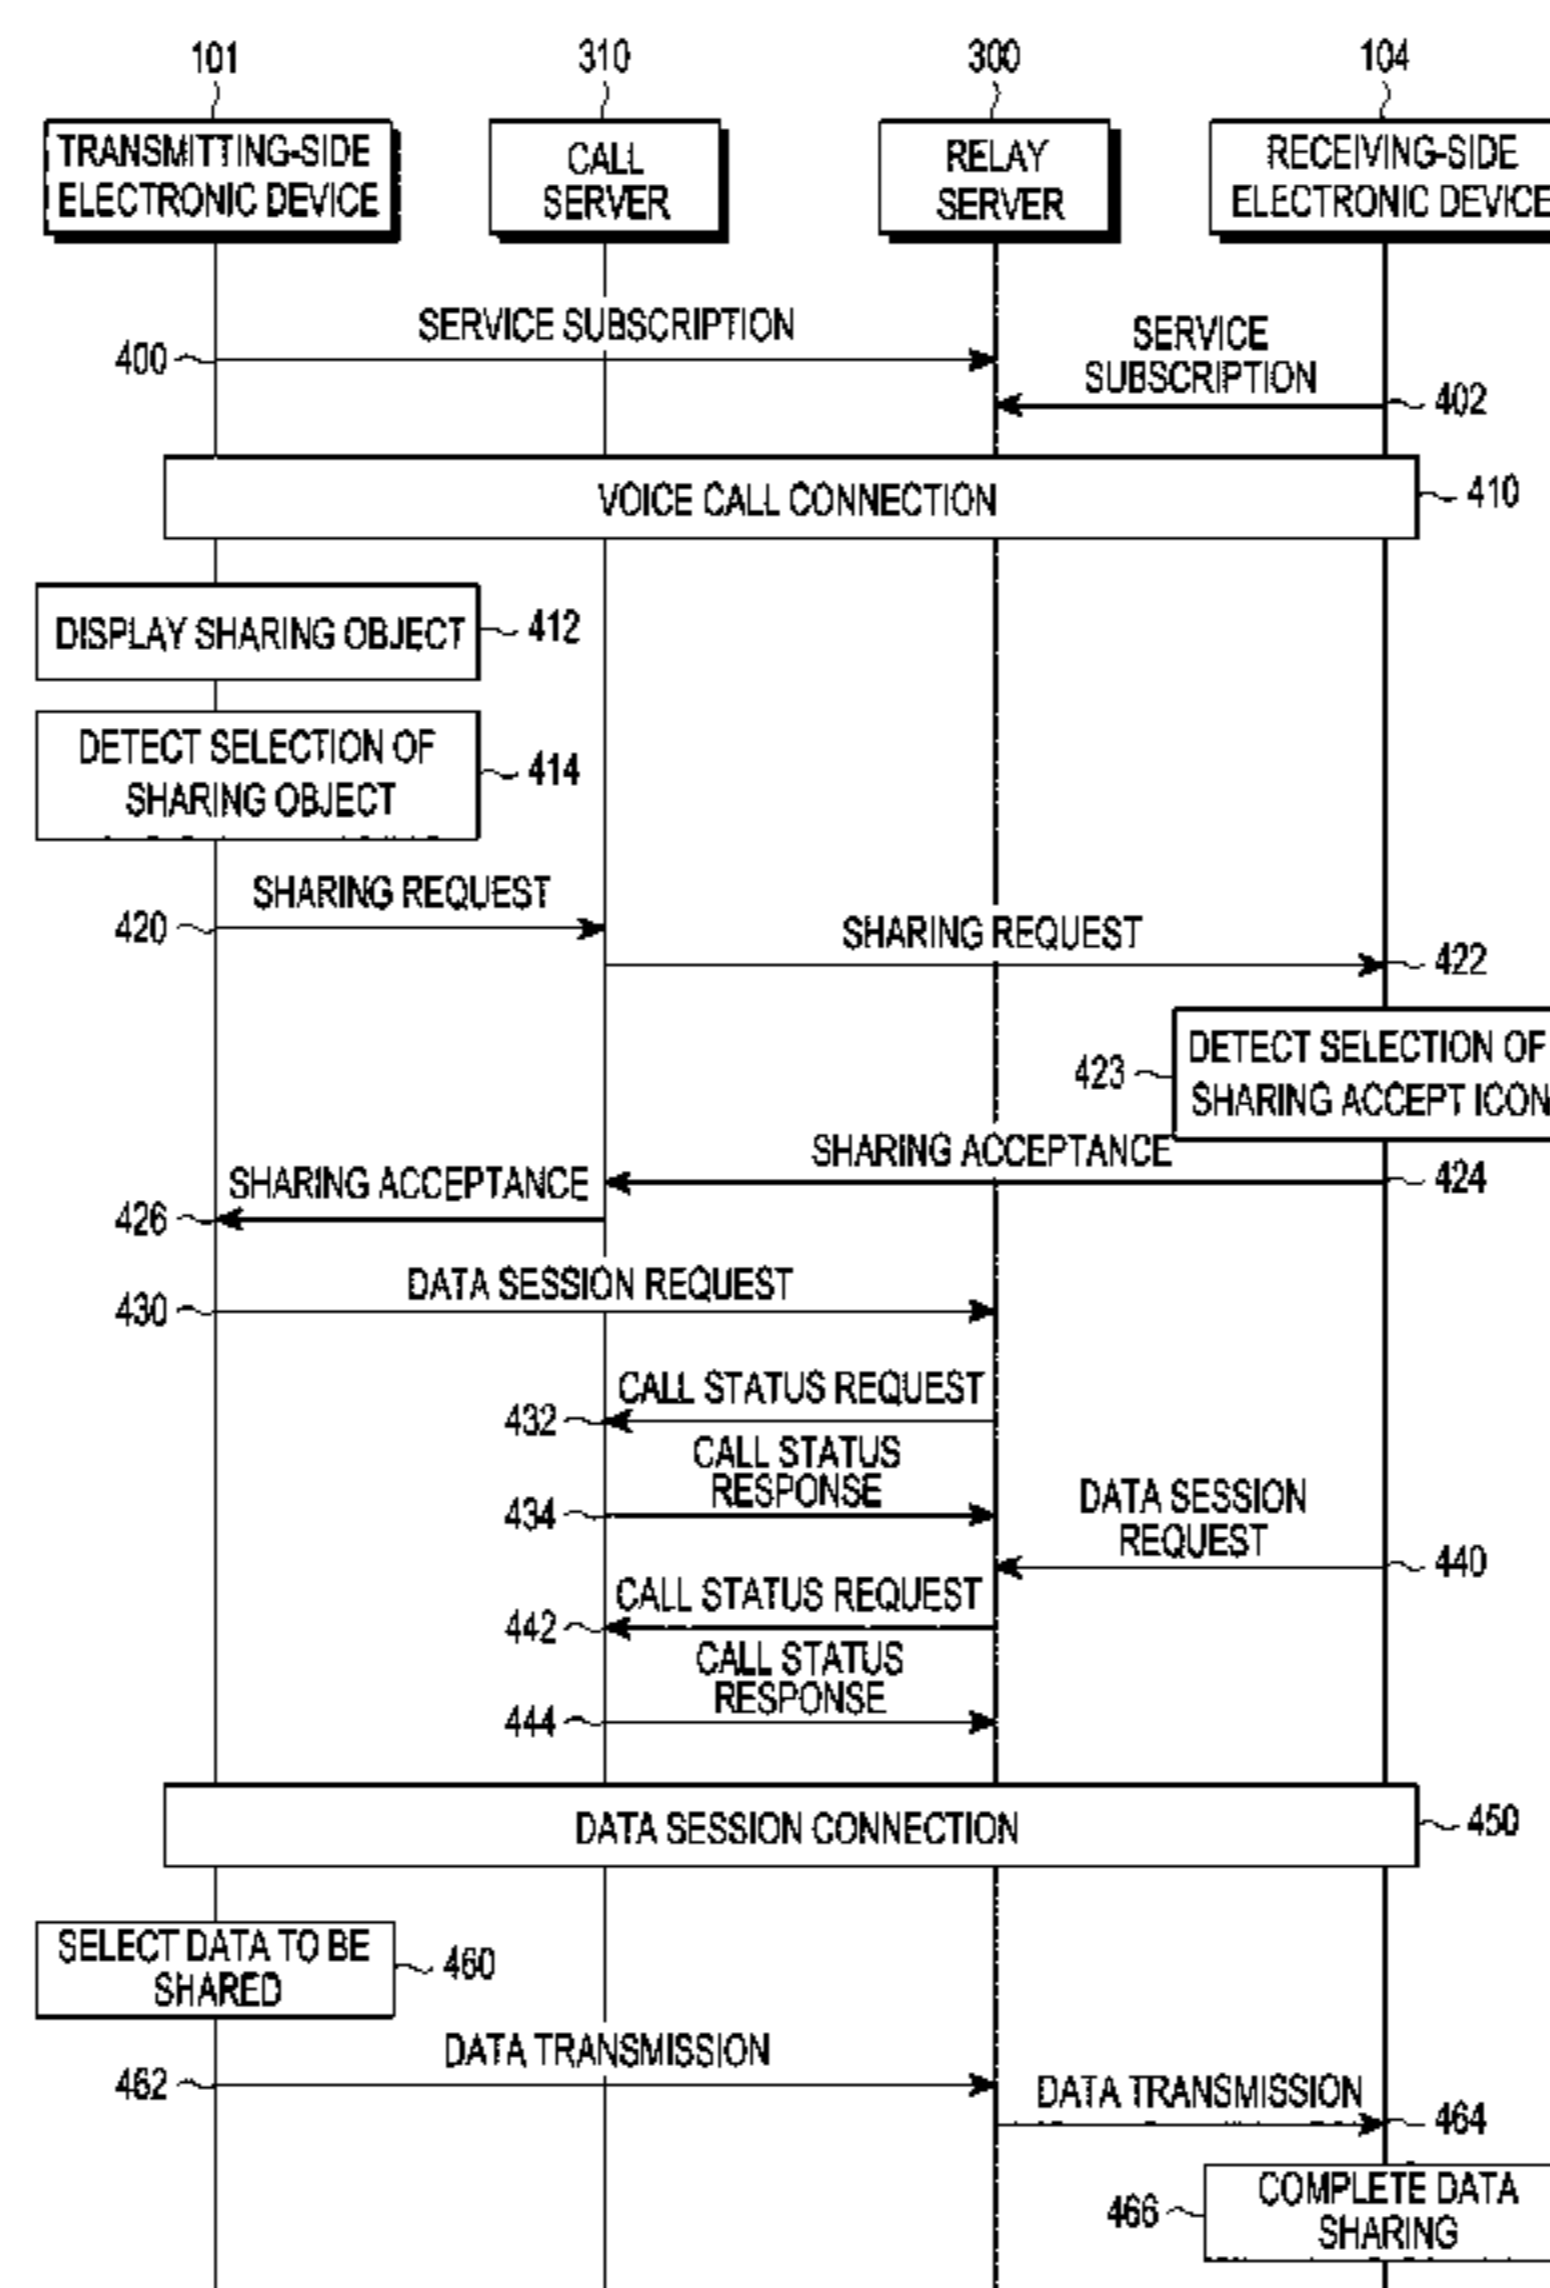 101
310
300
104
TRANSMITTING-SIDE
ELECTRONIC DEVICE
CALL
SERVER
RELAY
SERVER
RECEIVING-SIDE
ELECTRONIC DEVICE
SERVICE SUBSCRIPTION
400
SERVICE
SUBSCRIPTION
402
VOICE CALL CONNECTION
410
DISPLAY SHARING OBJECT
412
DETECT SELECTION OF
SHARING OBJECT
414
SHARING REQUEST
420
SHARING REQUEST
422
DETECT SELECTION OF
SHARING ACCEPT ICON
423
SHARING ACCEPTANCE
424
SHARING ACCEPTANCE
426
DATA SESSION REQUEST
430
CALL STATUS REQUEST
432
CALL STATUS
RESPONSE
434
DATA SESSION
REQUEST
440
CALL STATUS REQUEST
442
CALL STATUS
RESPONSE
444
DATA SESSION CONNECTION
450
SELECT DATA TO BE
SHARED
460
DATA TRANSMISSION
462
DATA TRANSMISSION
464
COMPLETE DATA
SHARING
466